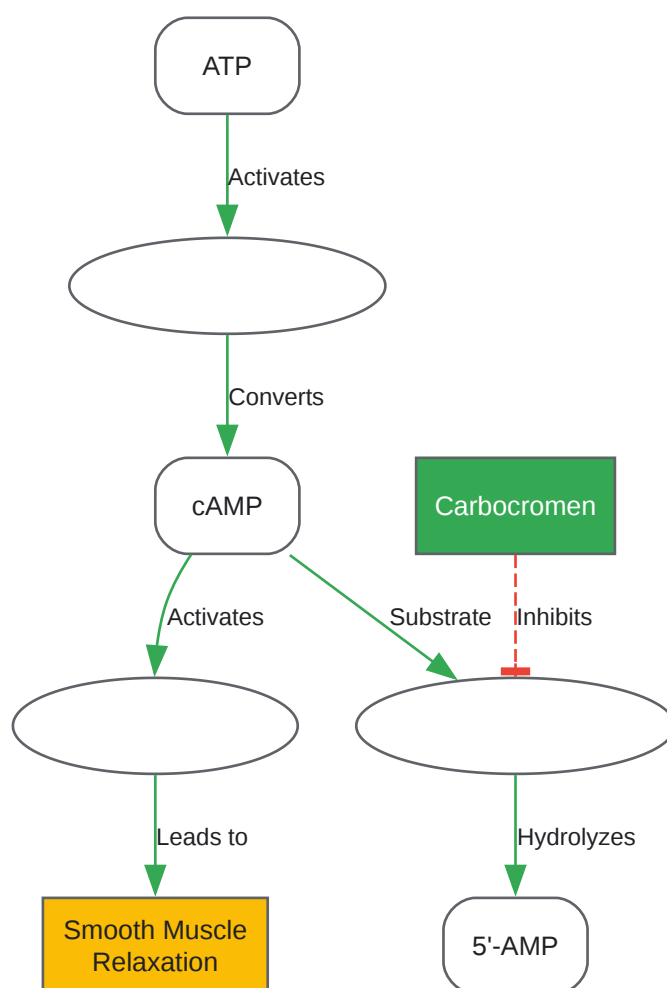 ATP
Activates
Converts
cAMP
Carbocromen
Activates
Substrate
Inhibits
Leads to
Hydrolyzes
Smooth Muscle
Relaxation
5'-AMP